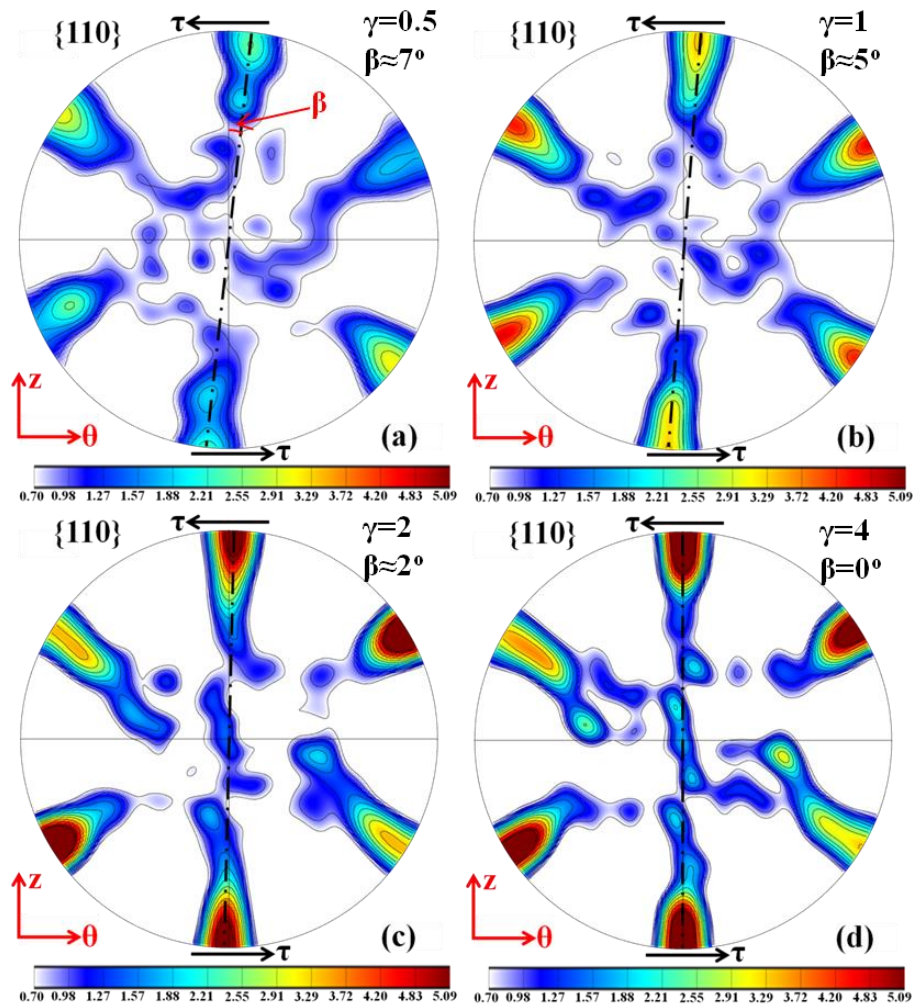 {110}
τ
γ=0.5
β≈7°
β
z
θ
τ
(a)
0.70 0.98 1.27 1.57 1.88 2.21 2.55 2.91 3.29 3.72 4.20 4.83 5.09
{110}
τ
γ=1
β≈5°
z
θ
τ
(b)
0.70 0.98 1.27 1.57 1.88 2.21 2.55 2.91 3.29 3.72 4.20 4.83 5.09
{110}
τ
γ=2
β≈2°
z
θ
τ
(c)
0.70 0.98 1.27 1.57 1.88 2.21 2.55 2.91 3.29 3.72 4.20 4.83 5.09
{110}
τ
γ=4
β=0°
z
θ
τ
(d)
0.70 0.98 1.27 1.57 1.88 2.21 2.55 2.91 3.29 3.72 4.20 4.83 5.09